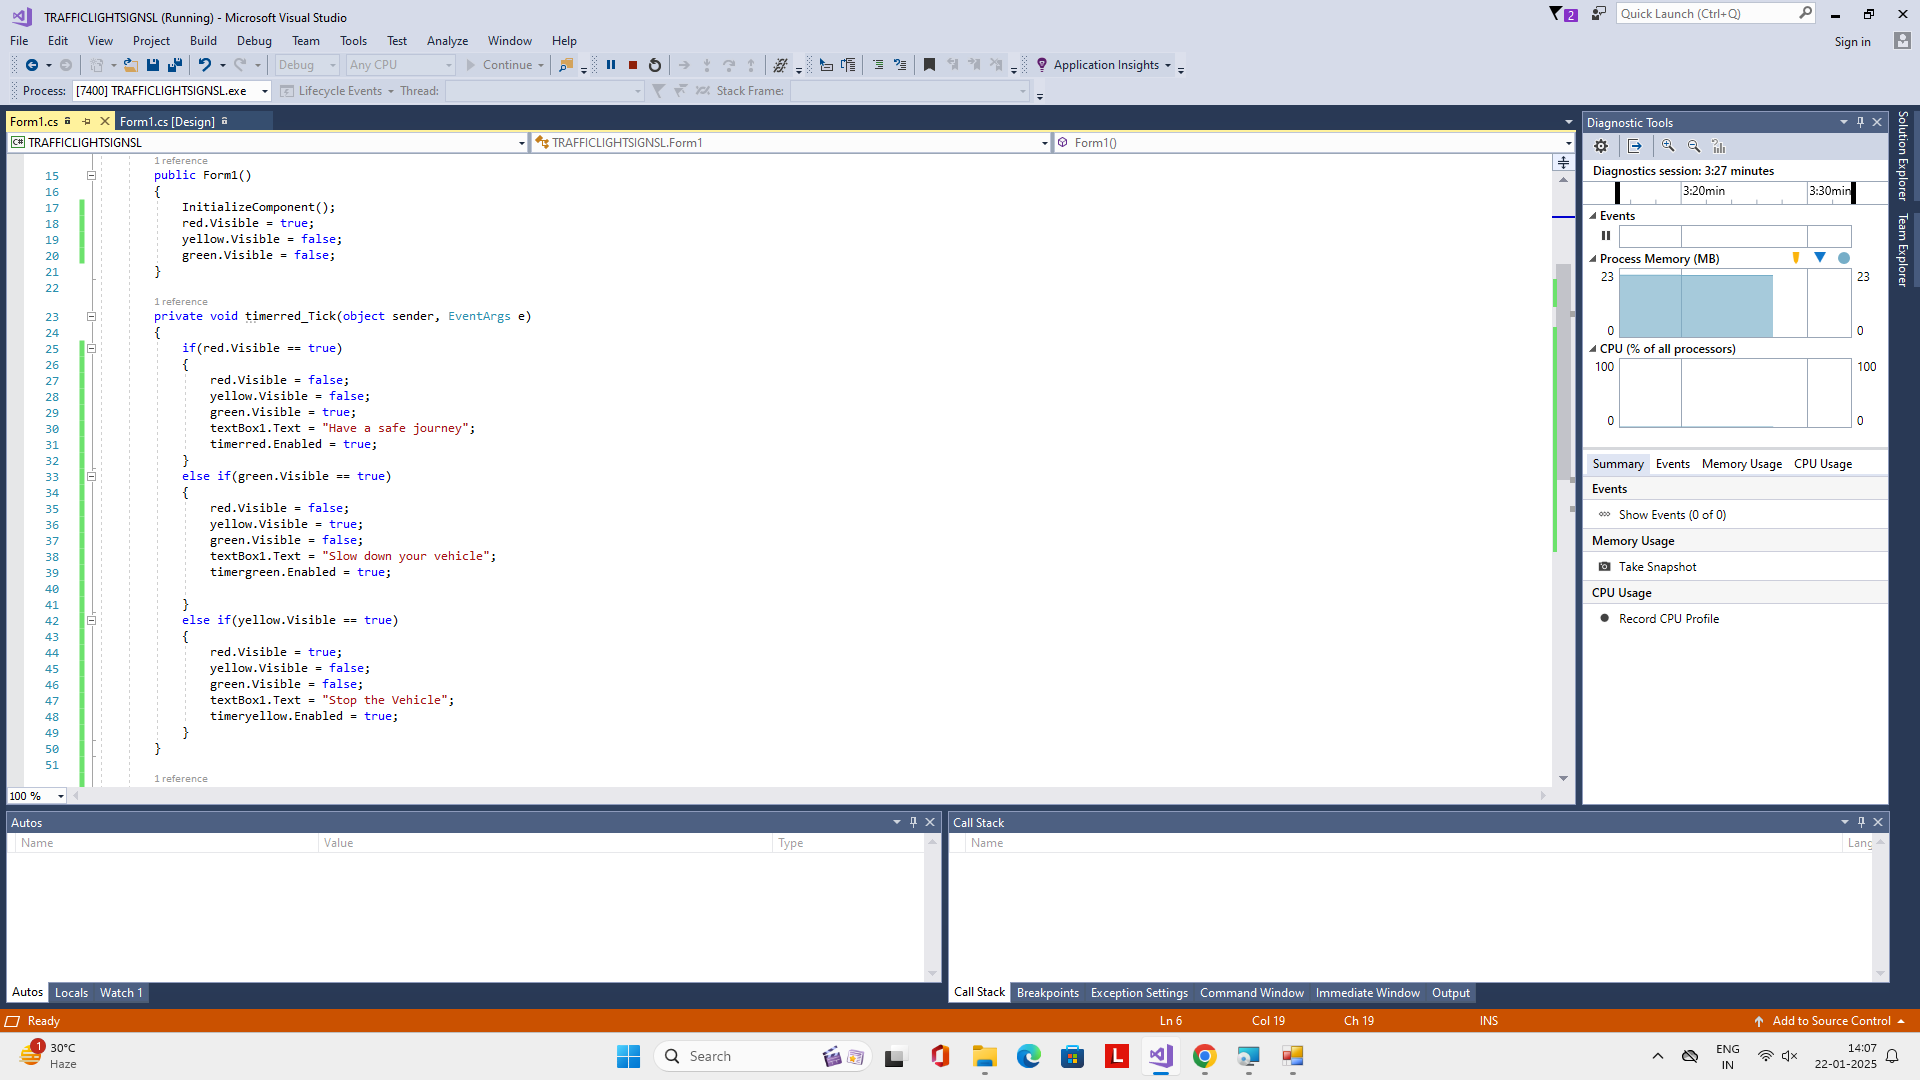 TRAFFICLIGHTSIGNSL (Running) - Microsoft Visual Studio
2
Quick Launch (Ctrl+Q)
File Edit View Project Build Debug Team Tools Test Analyze Window Help
Sign in
Debug Any CPU Continue Application Insights
Process: [7400] TRAFFICLIGHTSIGNSL.exe Lifecycle Events Thread: Stack Frame:
Form1.cs Form1.cs [Design]
C# TRAFFICLIGHTSIGNSL TRAFFICLIGHTSIGNSL.Form1 Form1()
1 reference
15 public Form1()
16 {
17 InitializeComponent();
18 red.Visible = true;
19 yellow.Visible = false;
20 green.Visible = false;
21 }
22
1 reference
23 private void timerred_Tick(object sender, EventArgs e)
24 {
25 if(red.Visible == true)
26 {
27 red.Visible = false;
28 yellow.Visible = false;
29 green.Visible = true;
30 textBox1.Text = "Have a safe journey";
31 timerred.Enabled = true;
32 }
33 else if(green.Visible == true)
34 {
35 red.Visible = false;
36 yellow.Visible = true;
37 green.Visible = false;
38 textBox1.Text = "Slow down your vehicle";
39 timergreen.Enabled = true;
40
41 }
42 else if(yellow.Visible == true)
43 {
44 red.Visible = true;
45 yellow.Visible = false;
46 green.Visible = false;
47 textBox1.Text = "Stop the Vehicle";
48 timeryellow.Enabled = true;
49 }
50 }
51
1 reference
100 %
Diagnostic Tools
Diagnostics session: 3:27 minutes
3:20min 3:30min
Events
Process Memory (MB)
23 23
0 0
CPU (% of all processors)
100 100
0 0
Summary Events Memory Usage CPU Usage
Events
Show Events (0 of 0)
Memory Usage
Take Snapshot
CPU Usage
Record CPU Profile
Solution Explorer
Team Explorer
Autos
Name Value Type
Autos Locals Watch 1
Call Stack
Name Lang
Call Stack Breakpoints Exception Settings Command Window Immediate Window Output
Ready Ln 6 Col 19 Ch 19 INS Add to Source Control
1
30°C
Haze
Search
L
ENG
IN
14:07
22-01-2025